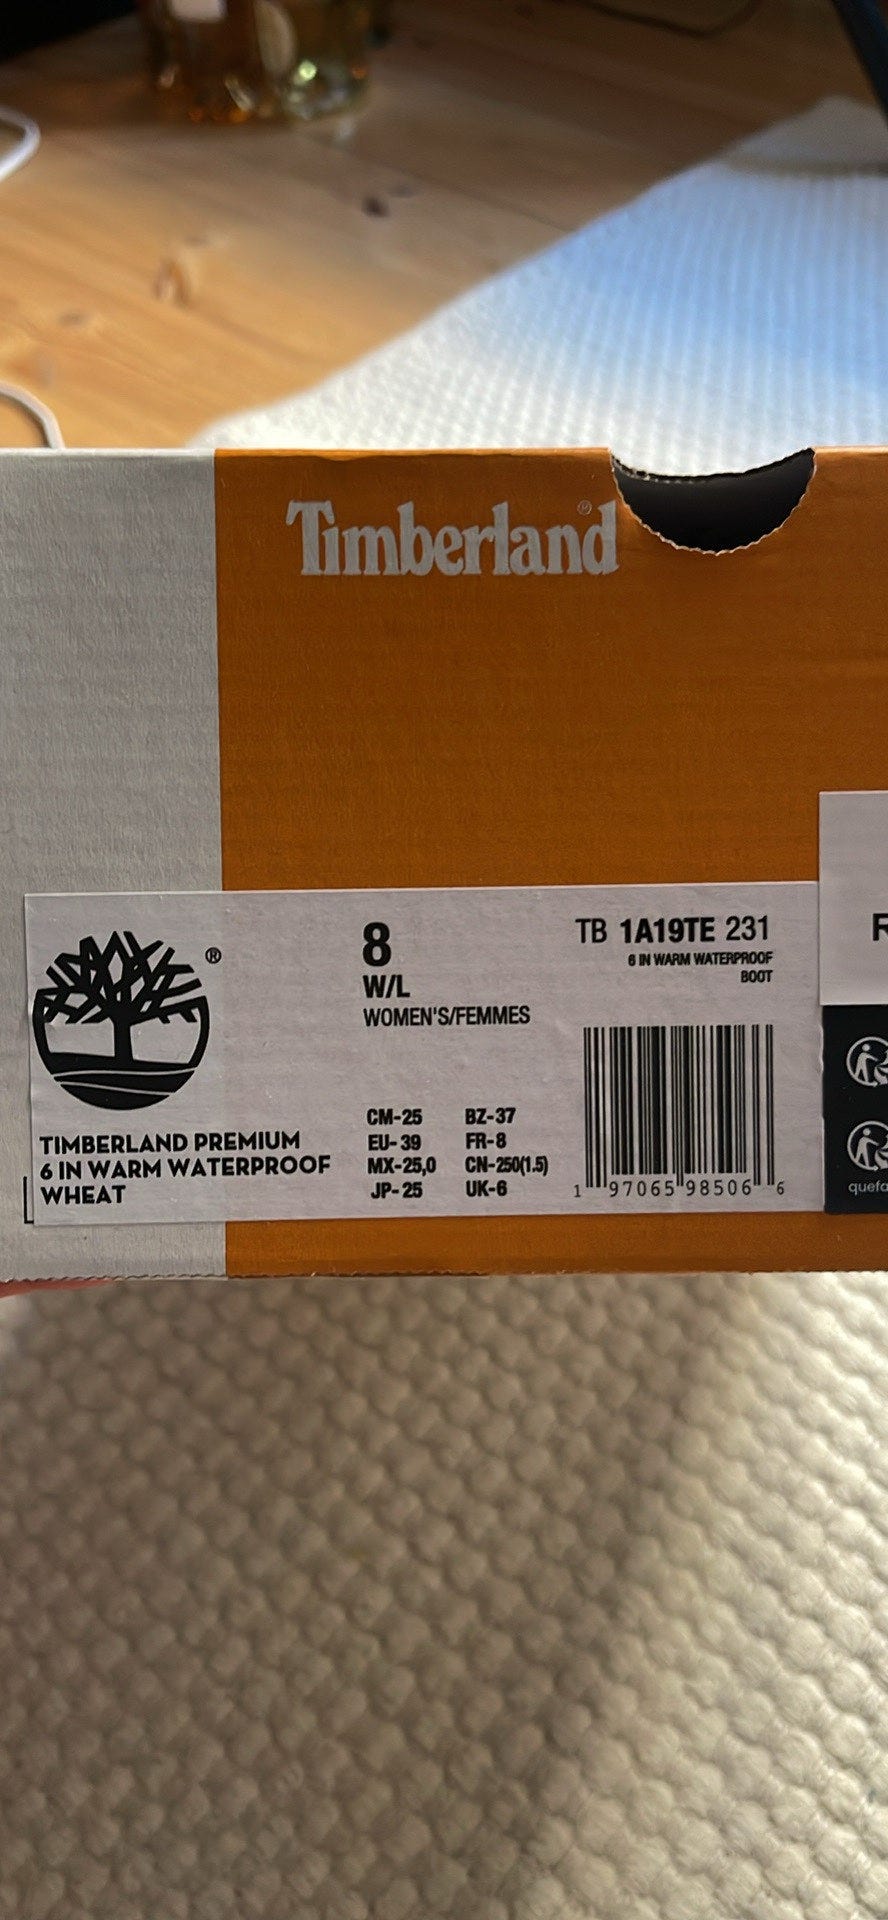 Timberland®
®
TIMBERLAND PREMIUM
6 IN WARM WATERPROOF
WHEAT
8
W/L
WOMEN'S/FEMMES
CM-25 BZ-37
EU-39 FR-8
MX-25,0 CN-250(1.5)
JP-25 UK-6
TB 1A19TE 231
6 IN WARM WATERPROOF
BOOT
1 97065 98506 6
R
quefa